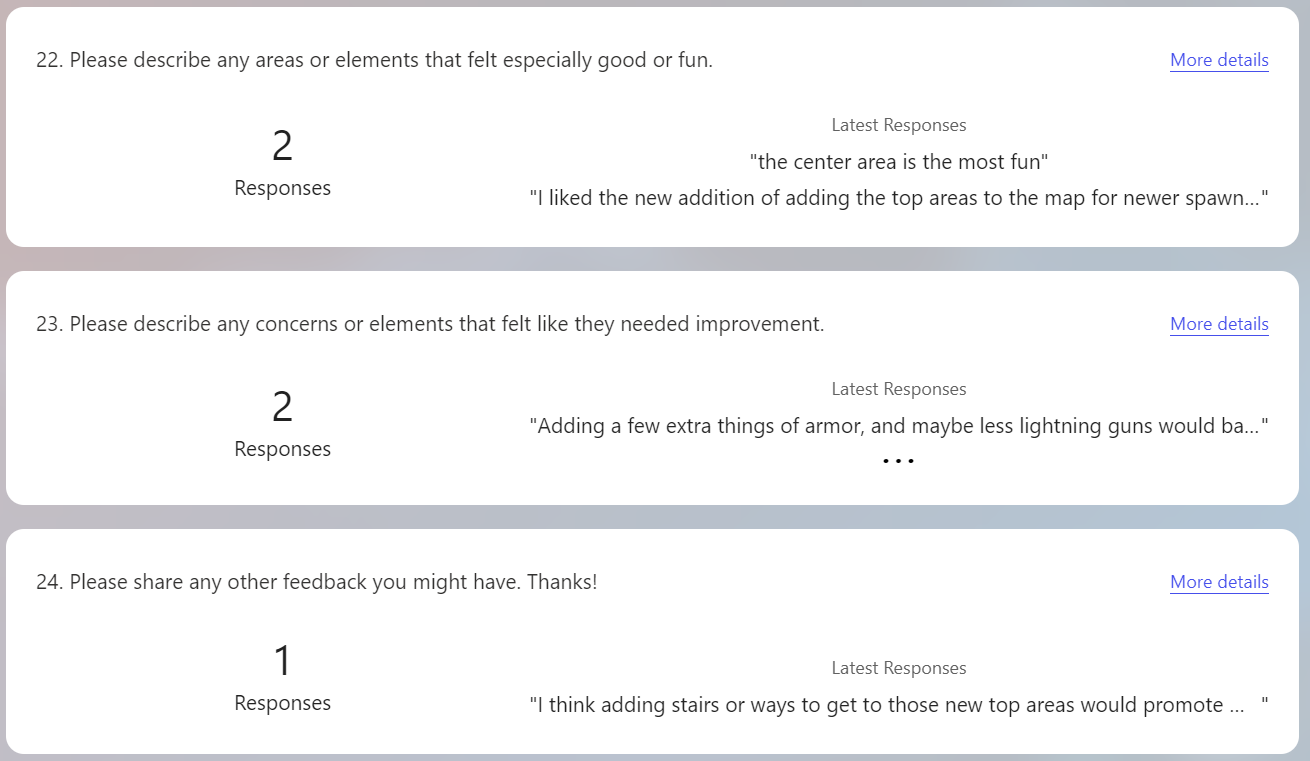 22. Please describe any areas or elements that felt especially good or fun.
More details
2
Responses
Latest Responses
"the center area is the most fun"
"I liked the new addition of adding the top areas to the map for newer spawn..."
23. Please describe any concerns or elements that felt like they needed improvement.
More details
2
Responses
Latest Responses
"Adding a few extra things of armor, and maybe less lightning guns would ba..."
...
24. Please share any other feedback you might have. Thanks!
More details
1
Responses
Latest Responses
"I think adding stairs or ways to get to those new top areas would promote ... "